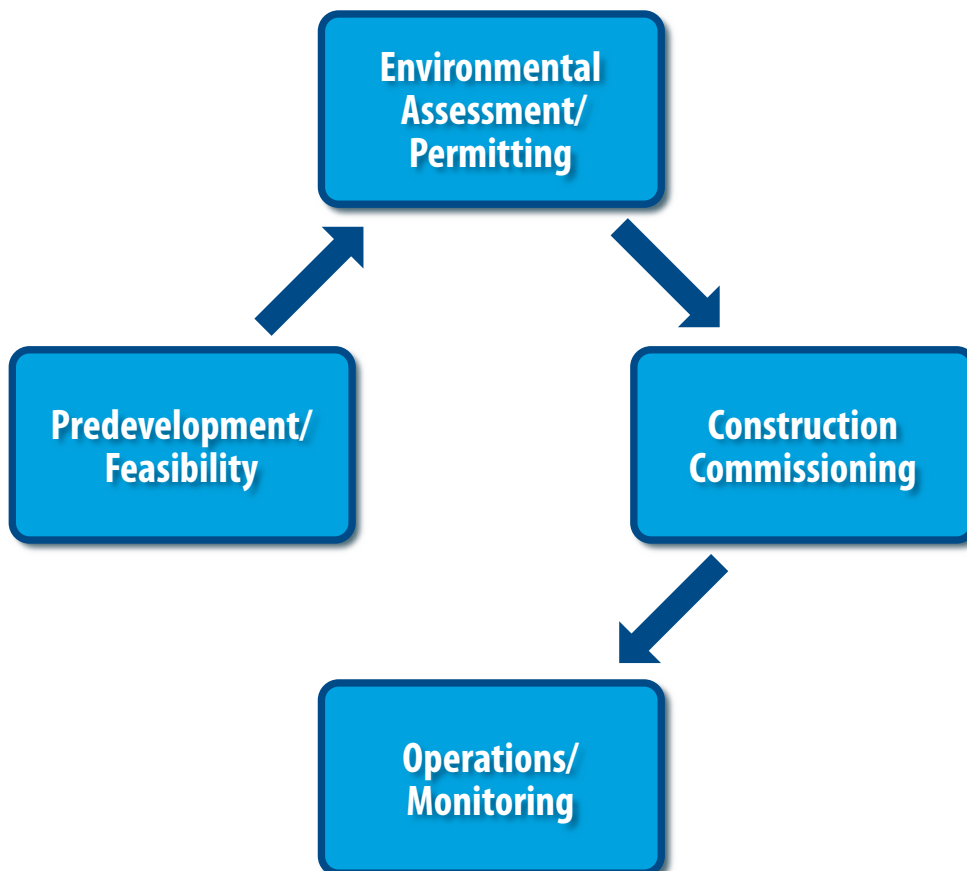 Environmental
Assessment/
Permitting
Predevelopment/
Feasibility
Construction
Commissioning
Operations/
Monitoring